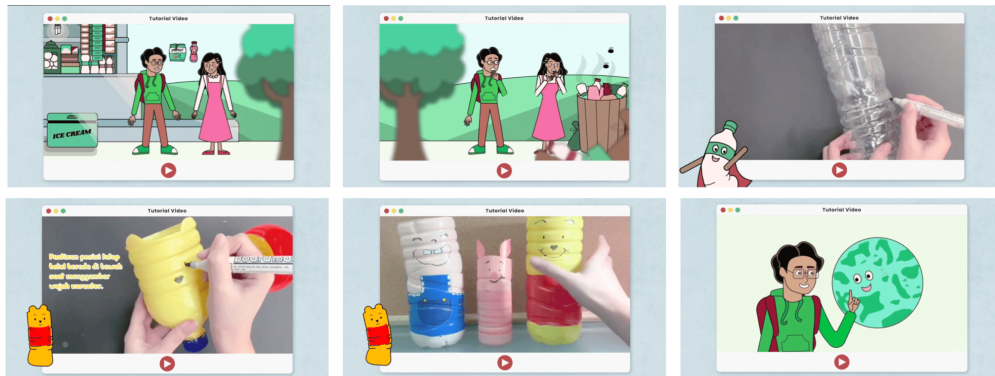 Tutorial Video
Tutorial Video
Tutorial Video
ICE CREAM
Tutorial Video
Tutorial Video
Tutorial Video
Pastikan posisi tutup
botol berada di bawah
saat menggambar
wajah karakter.